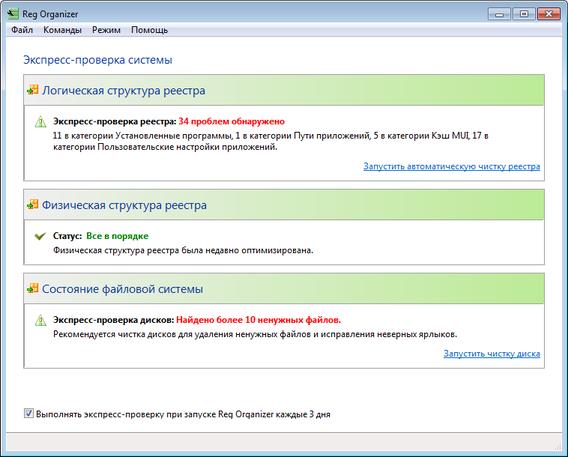 Reg Organizer
Файл Команды Режим Помощь
Экспресс-проверка системы
Логическая структура реестра
Экспресс-проверка реестра: 34 проблем обнаружено
11 в категории Установленные программы, 1 в категории Пути приложений, 5 в категории Кэш MUI, 17 в
категории Пользовательские настройки приложений.
Запустить автоматическую чистку реестра
Физическая структура реестра
Статус: Все в порядке
Физическая структура реестра была недавно оптимизирована.
Состояние файловой системы
Экспресс-проверка дисков: Найдено более 10 ненужных файлов.
Рекомендуется чистка дисков для удаления ненужных файлов и исправления неверных ярлыков.
Запустить чистку диска
Выполнять экспресс-проверку при запуске Reg Organizer каждые 3 дня